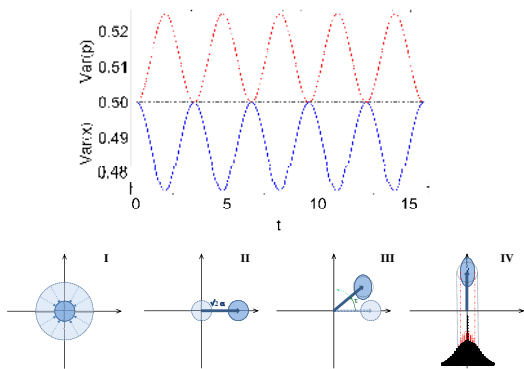 Var(p)
Var(x)
0.52
0.51
0.50
0.49
0.48
0 5 10 15
t
I II III IV
√2 α